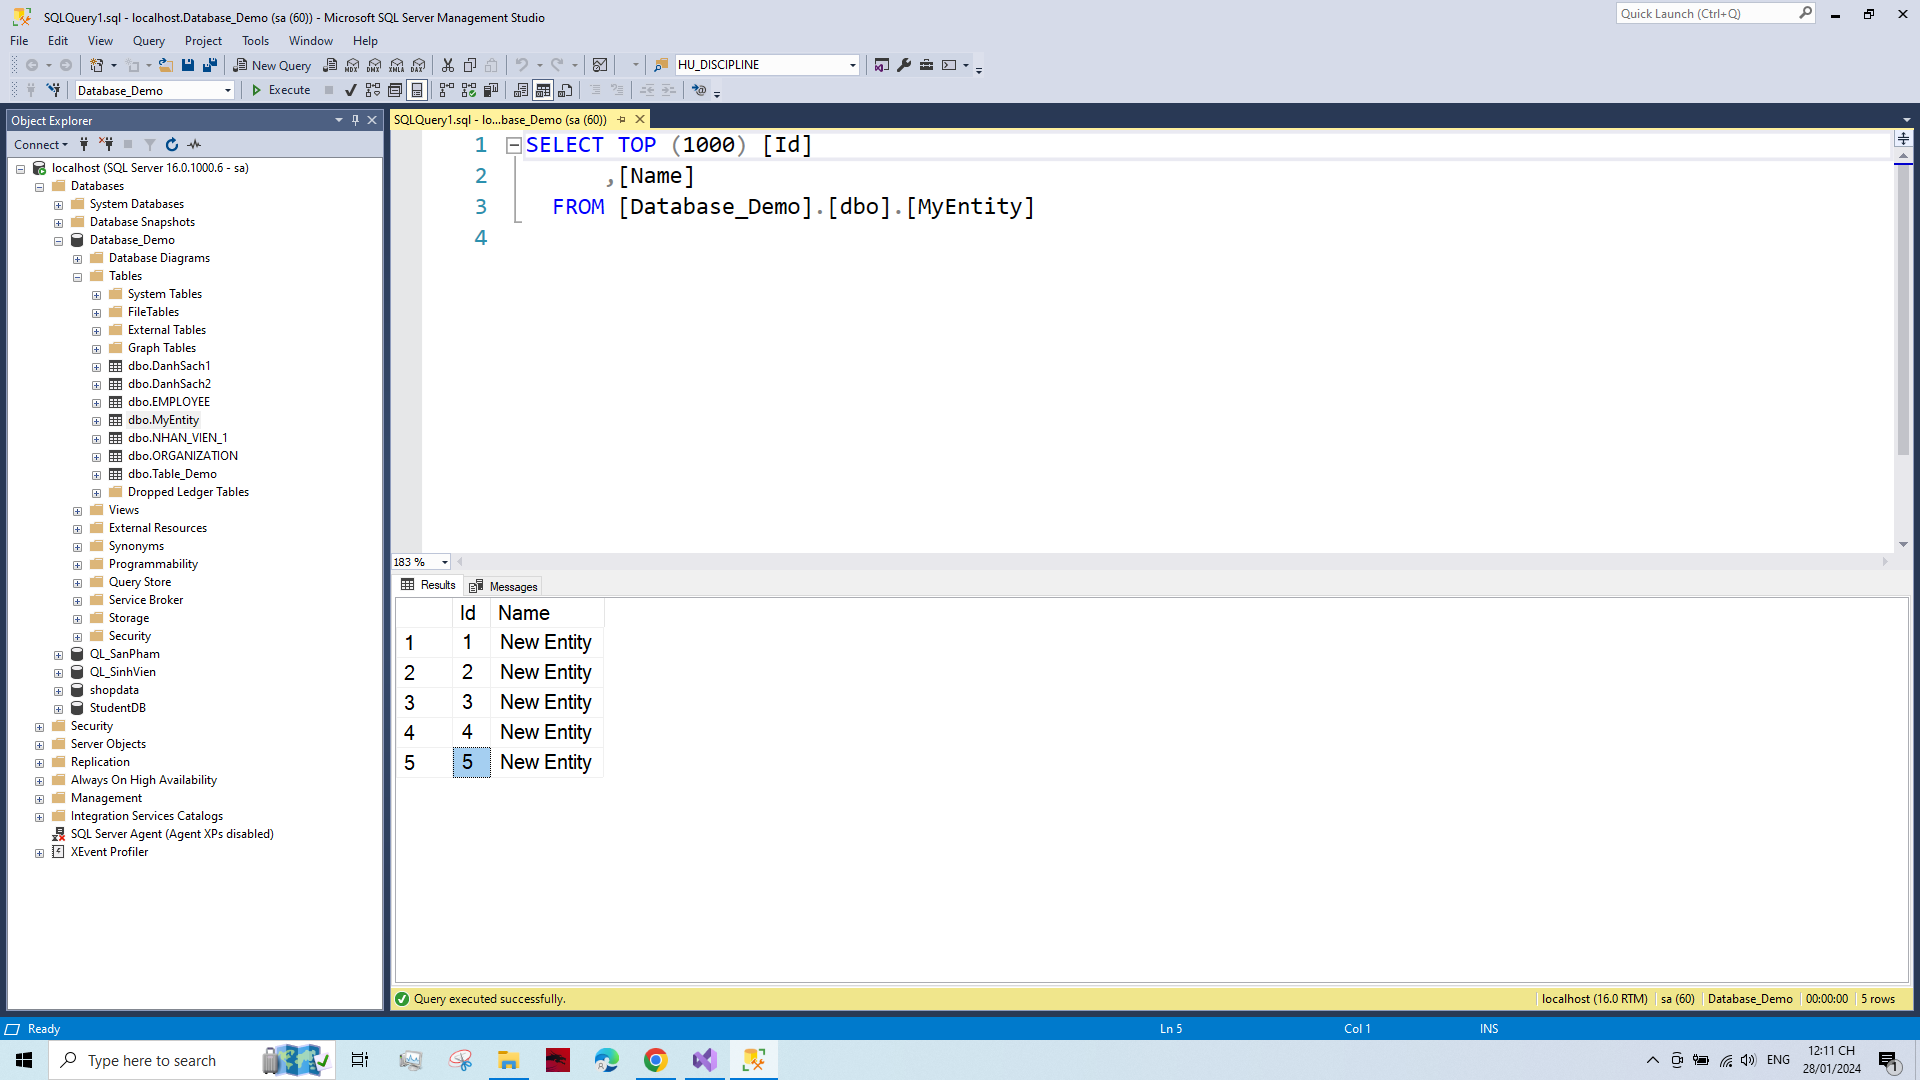 SQLQuery1.sql - localhost.Database_Demo (sa (60)) - Microsoft SQL Server Management Studio
Quick Launch (Ctrl+Q)
File Edit View Query Project Tools Window Help
New Query
MDX DMX XMLA DAX
HU_DISCIPLINE
Database_Demo
Execute
Object Explorer
SQLQuery1.sql - lo...base_Demo (sa (60))
Connect
localhost (SQL Server 16.0.1000.6 - sa)
Databases
System Databases
Database Snapshots
Database_Demo
Database Diagrams
Tables
System Tables
FileTables
External Tables
Graph Tables
dbo.DanhSach1
dbo.DanhSach2
dbo.EMPLOYEE
dbo.MyEntity
dbo.NHAN_VIEN_1
dbo.ORGANIZATION
dbo.Table_Demo
Dropped Ledger Tables
Views
External Resources
Synonyms
Programmability
Query Store
Service Broker
Storage
Security
QL_SanPham
QL_SinhVien
shopdata
StudentDB
Security
Server Objects
Replication
Always On High Availability
Management
Integration Services Catalogs
SQL Server Agent (Agent XPs disabled)
XEvent Profiler
1 SELECT TOP (1000) [Id]
2 ,[Name]
3 FROM [Database_Demo].[dbo].[MyEntity]
4
183 %
Results Messages
Id Name
1 1 New Entity
2 2 New Entity
3 3 New Entity
4 4 New Entity
5 5 New Entity
Query executed successfully.
localhost (16.0 RTM) sa (60) Database_Demo 00:00:00 5 rows
Ready
Ln 5 Col 1 INS
Type here to search
ENG
12:11 CH
28/01/2024
1